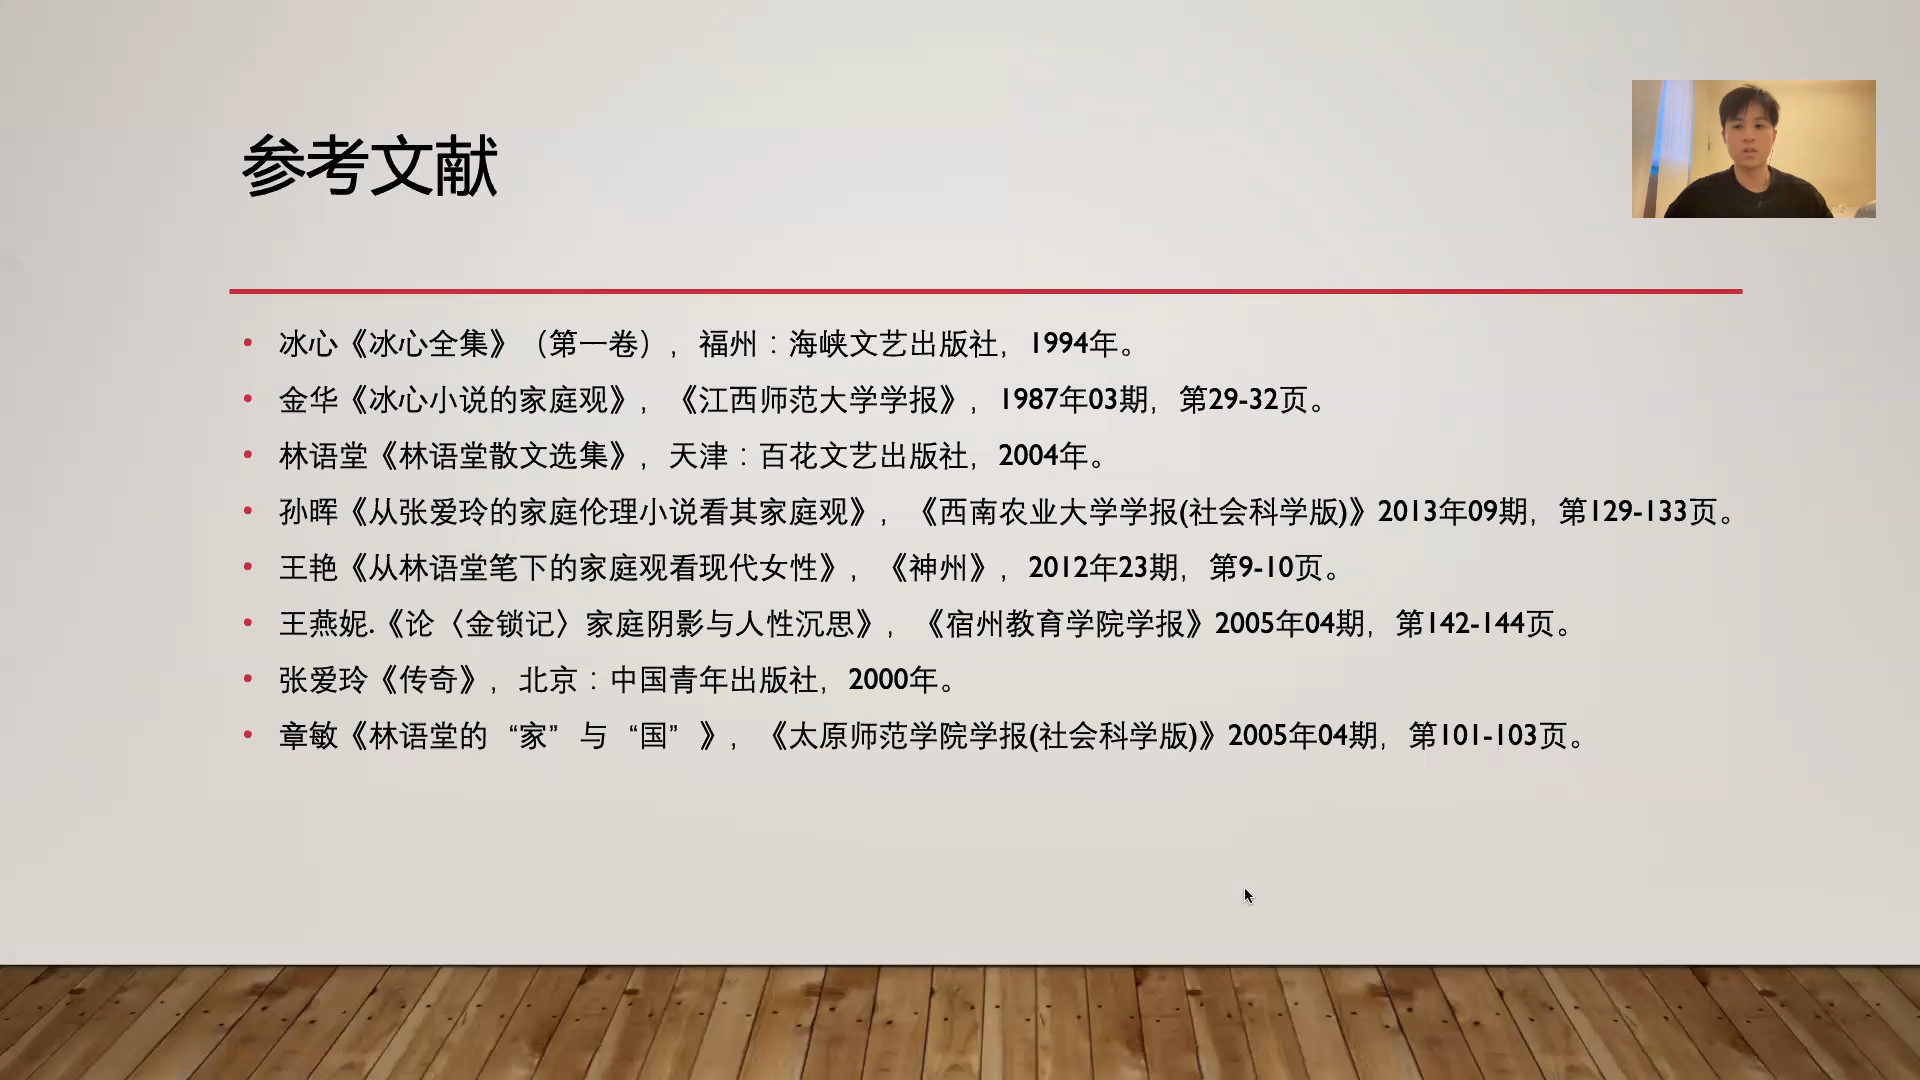 参考文献
冰心《冰心全集》（第一卷），福州：海峡文艺出版社，1994年。
金华《冰心小说的家庭观》，《江西师范大学学报》，1987年03期，第29-32页。
林语堂《林语堂散文选集》，天津：百花文艺出版社，2004年。
孙晖《从张爱玲的家庭伦理小说看其家庭观》，《西南农业大学学报(社会科学版)》2013年09期，第129-133页。
王艳《从林语堂笔下的家庭观看现代女性》，《神州》，2012年23期，第9-10页。
王燕妮.《论〈金锁记〉家庭阴影与人性沉思》，《宿州教育学院学报》2005年04期，第142-144页。
张爱玲《传奇》，北京：中国青年出版社，2000年。
章敏《林语堂的“家”与“国”》，《太原师范学院学报(社会科学版)》2005年04期，第101-103页。